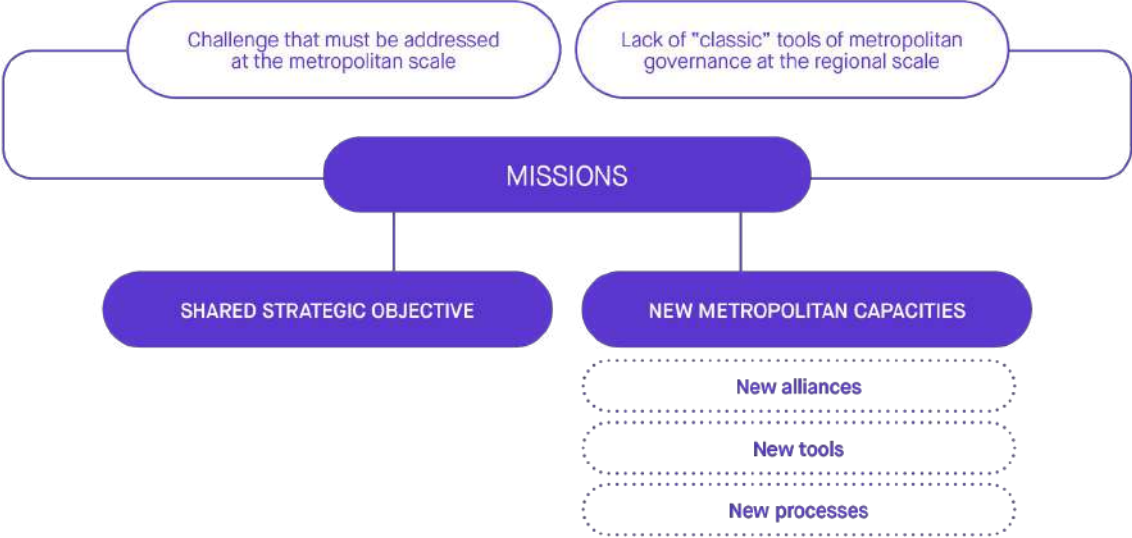 Challenge that must be addressed
at the metropolitan scale
Lack of "classic" tools of metropolitan
governance at the regional scale
MISSIONS
SHARED STRATEGIC OBJECTIVE
NEW METROPOLITAN CAPACITIES
New alliances
New tools
New processes